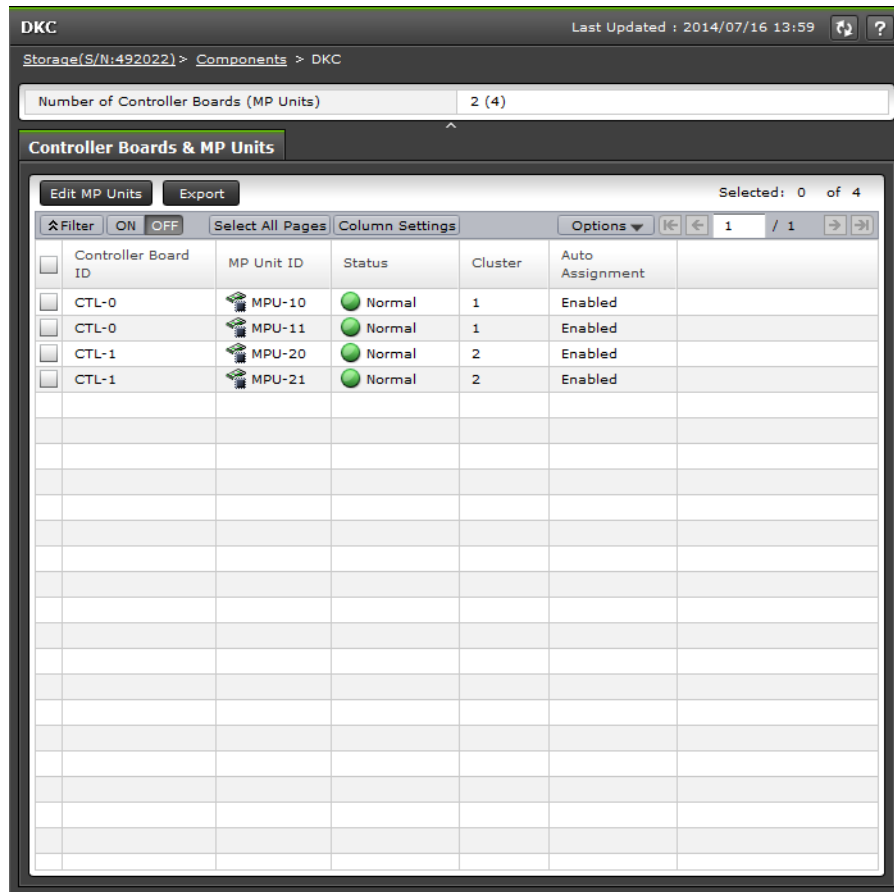 DKC
Last Updated : 2014/07/16 13:59 ?
Storage(S/N:492022) > Components > DKC
Number of Controller Boards (MP Units) 2 (4)
Controller Boards & MP Units
Edit MP Units Export Selected: 0 of 4
Filter ON OFF Select All Pages Column Settings Options 1 / 1
Controller Board ID MP Unit ID Status Cluster Auto Assignment
CTL-0 MPU-10 Normal 1 Enabled
CTL-0 MPU-11 Normal 1 Enabled
CTL-1 MPU-20 Normal 2 Enabled
CTL-1 MPU-21 Normal 2 Enabled